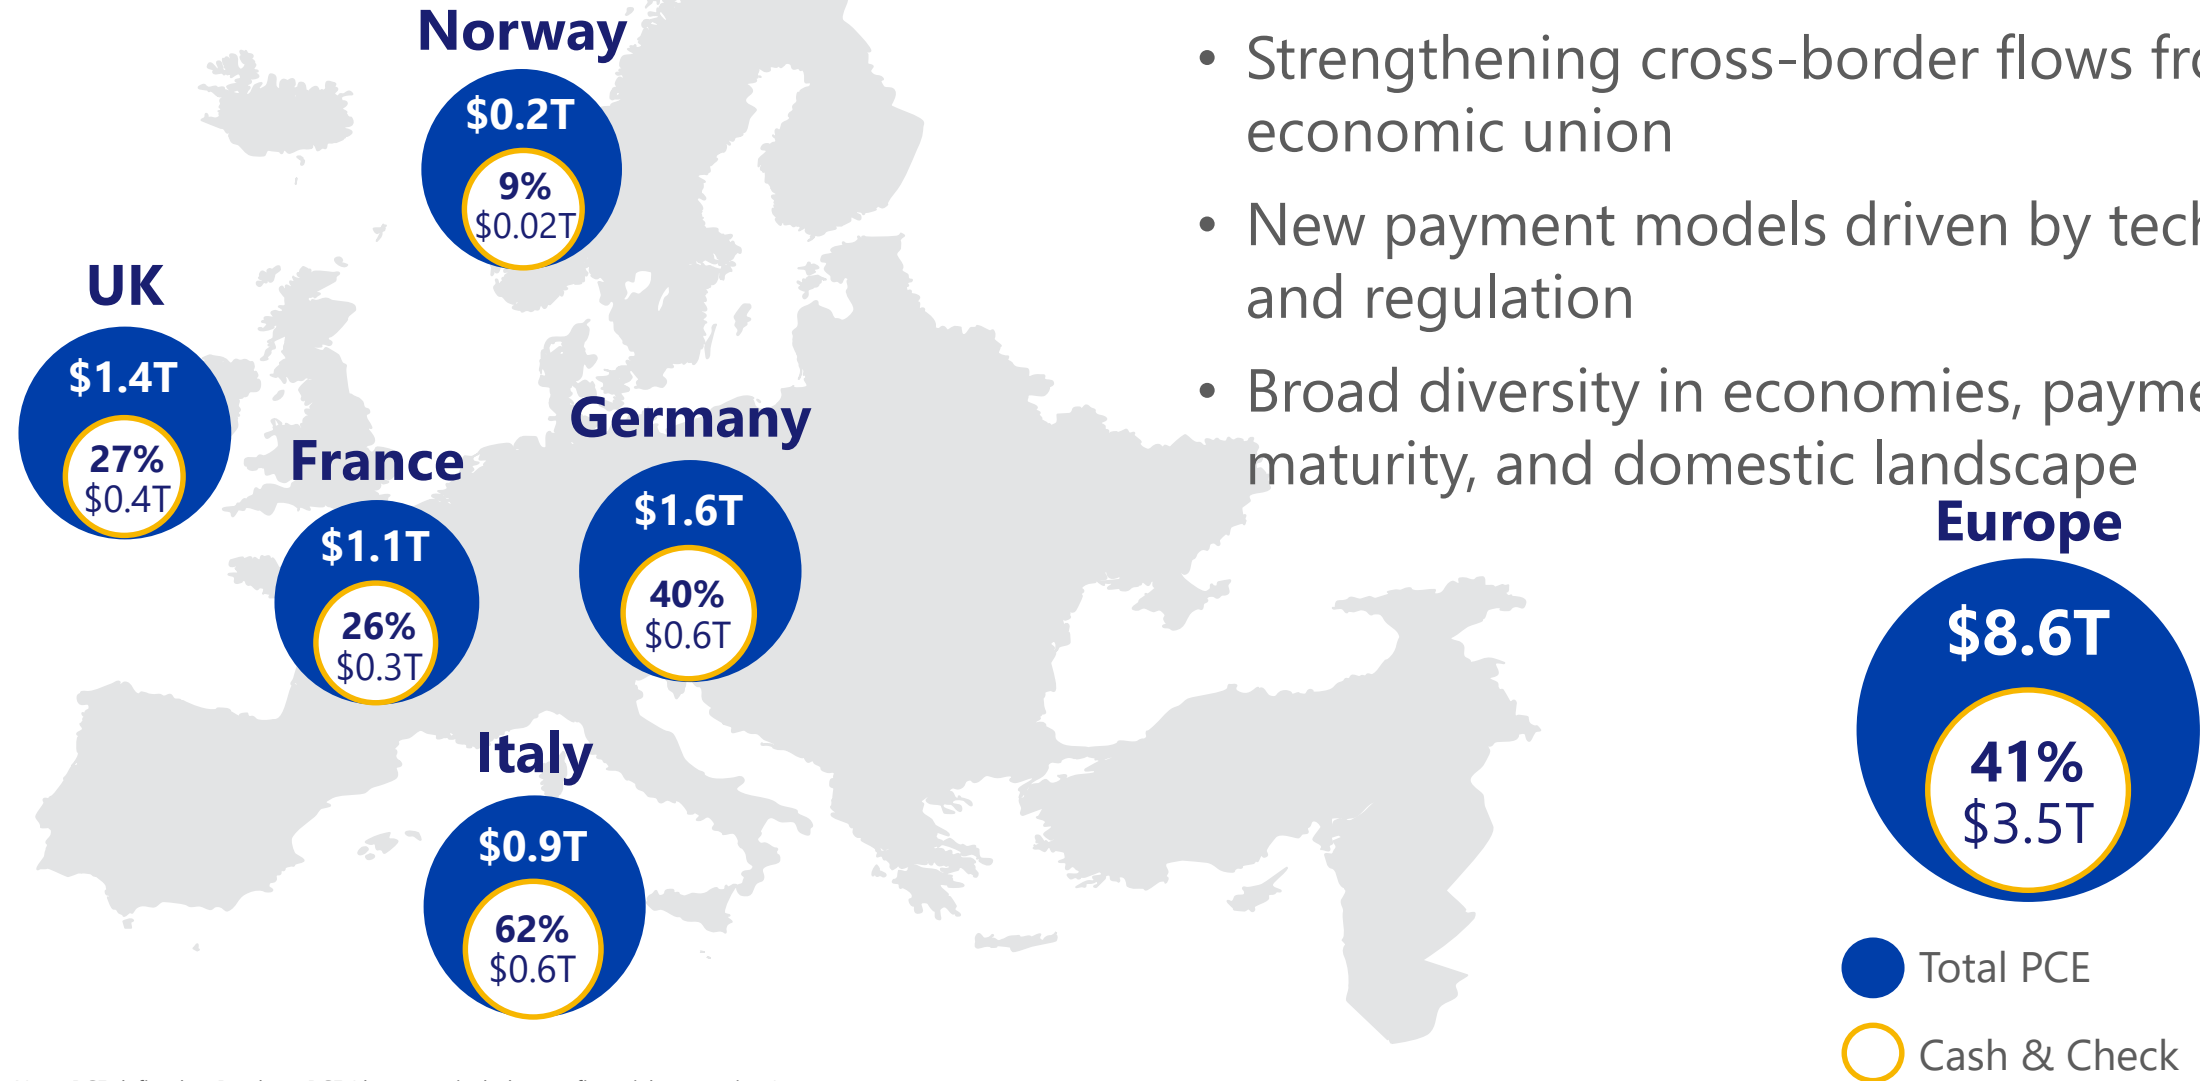 Norway
$0.2T
9%
$0.02T
UK
$1.4T
27%
$0.4T
France
$1.1T
26%
$0.3T
Germany
$1.6T
40%
$0.6T
Italy
$0.9T
62%
$0.6T
• Strengthening cross-border flows
economic union
• New payment models driven by
and regulation
• Broad diversity in economies,
maturity, and domestic landscape
Europe
$8.6T
41%
$3.5T
Total PCE
Cash & Check